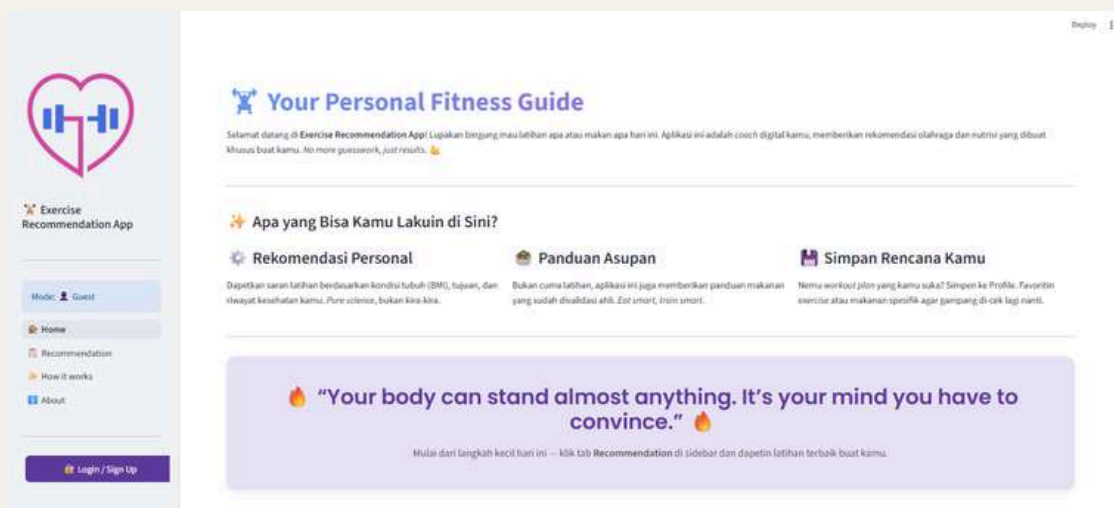 Deploy
🏋️ Your Personal Fitness Guide
Selamat datang di Exercise Recommendation App! Lupakan bingung mau latihan apa atau makan apa hari ini. Aplikasi ini adalah coach digital kamu, memberikan rekomendasi olahraga dan nutrisi yang dibuat
khusus buat kamu. No more guesswork, just results. 💪
🏋️ Exercise
Recommendation App
Mode: 👤 Guest
🏠 Home
📋 Recommendation
✨ How it works
ℹ️ About
🔐 Login / Sign Up
✨ Apa yang Bisa Kamu Lakuin di Sini?
⚙️ Rekomendasi Personal
Dapetkan saran latihan berdasarkan kondisi tubuh (BMI), tujuan, dan
riwayat kesehatan kamu. Pure science, bukan kira-kira.
🥗 Panduan Asupan
Bukan cuma latihan, aplikasi ini juga memberikan panduan makanan
yang sudah divalidasi ahli. Eat smart, train smart.
💾 Simpan Rencana Kamu
Nemu workout plan yang kamu suka? Simpen ke Profile. Favoritin
exercise atau makanan spesifik agar gampang di-cek lagi nanti.
🔥 “Your body can stand almost anything. It’s your mind you have to
convince.” 🔥
Mulai dari langkah kecil hari ini — klik tab Recommendation di sidebar dan dapetin latihan terbaik buat kamu.